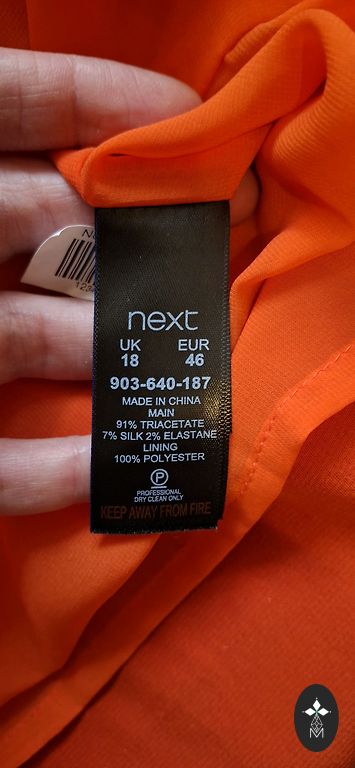 next
UK EUR
18 46
903-640-187
MADE IN CHINA
MAIN
91% TRIACETATE
7% SILK 2% ELASTANE
LINING
100% POLYESTER
P
PROFESSIONAL
DRY CLEAN ONLY
KEEP AWAY FROM FIRE
M